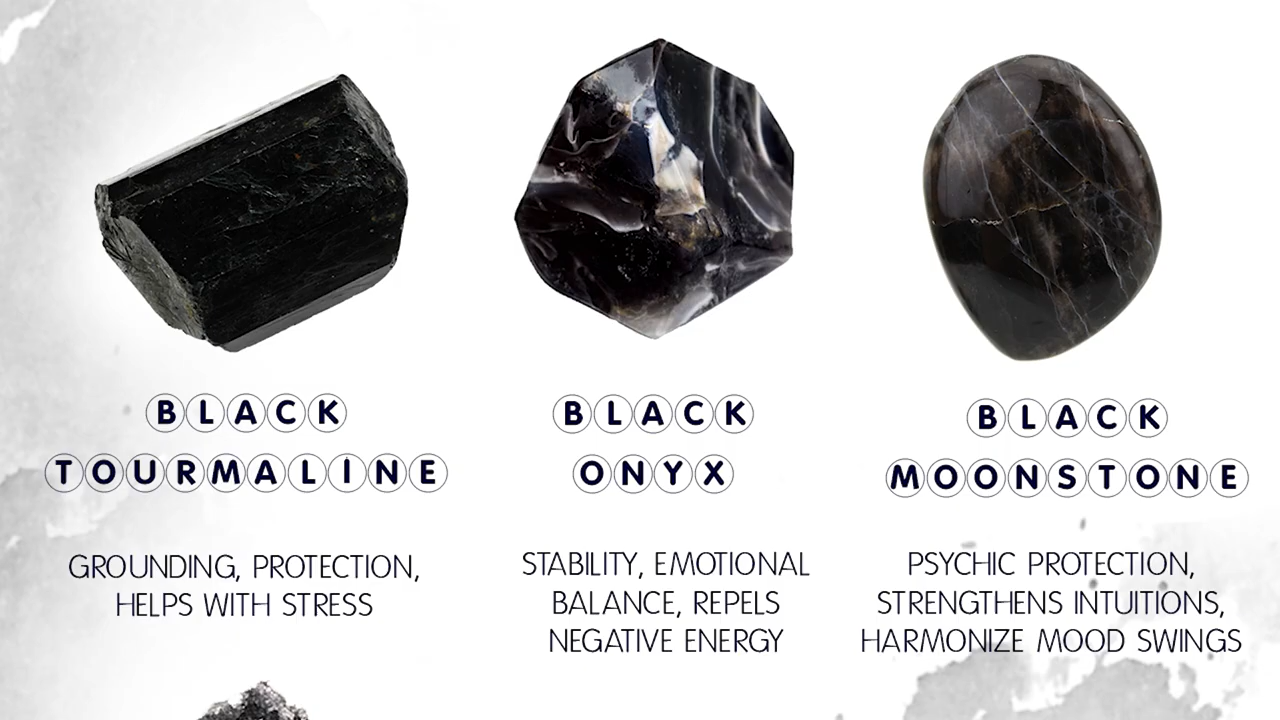 BLACK
TOURMALINE
GROUNDING, PROTECTION,
HELPS WITH STRESS
BLACK
ONYX
STABILITY, EMOTIONAL
BALANCE, REPELS
NEGATIVE ENERGY
BLACK
MOONSTONE
PSYCHIC PROTECTION,
STRENGTHENS INTUITIONS,
HARMONIZE MOOD SWINGS